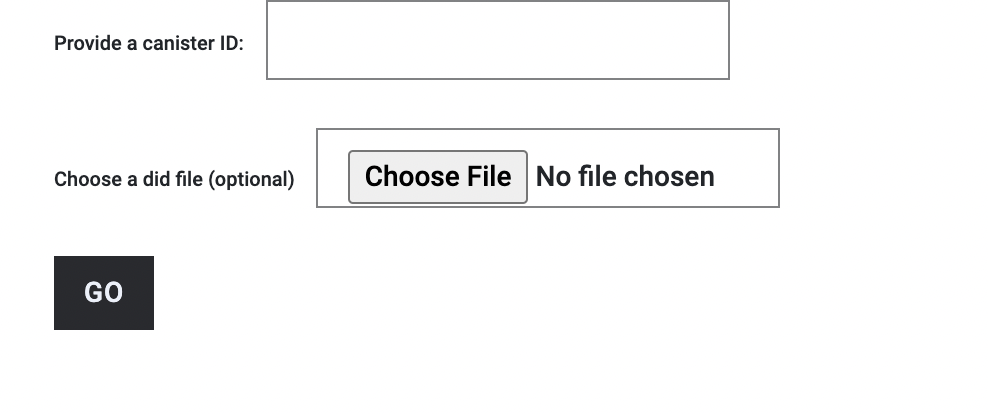 Provide a canister ID:
Choose a did file (optional) Choose File No file chosen
GO